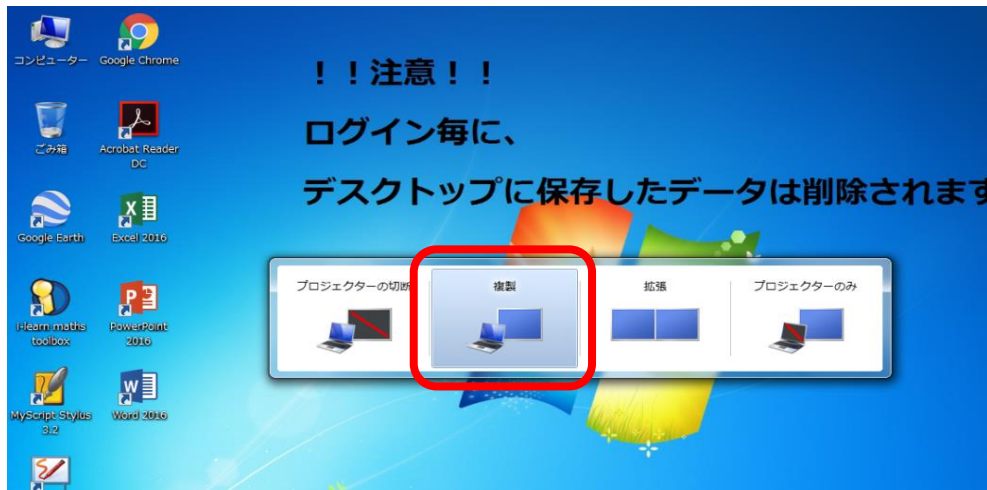 コンピューター
Google Chrome
！！注意！！
ログイン毎に、
デスクトップに保存したデータは削除されます
ごみ箱
Acrobat Reader
DC
Google Earth
Excel 2016
プロジェクターの切断
複製
拡張
プロジェクターのみ
I-learn maths
toolbox
PowerPoint
2016
MyScript Stylus
3.2
Word 2016